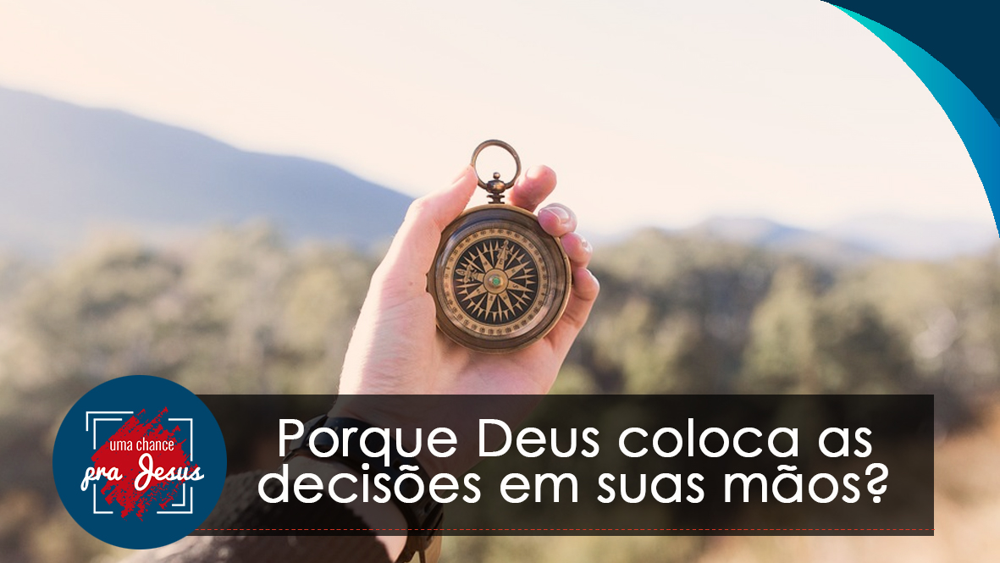 Porque Deus coloca as
decisões em suas mãos?
uma chance
pra Jesus